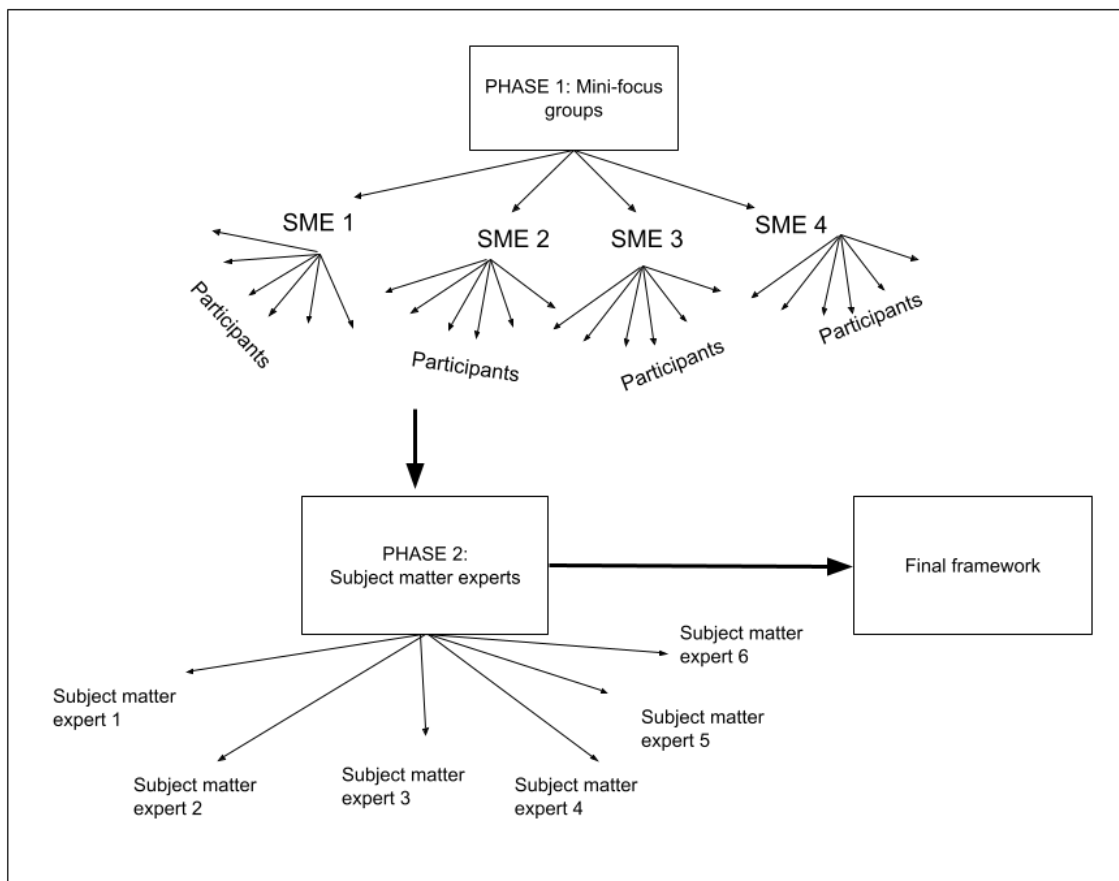 PHASE 1: Mini-focus
groups
SME 1
SME 2
SME 3
SME 4
Participants
Participants
Participants
Participants
PHASE 2:
Subject matter experts
Final framework
Subject matter
expert 1
Subject matter
expert 2
Subject matter
expert 3
Subject matter
expert 4
Subject matter
expert 5
Subject matter
expert 6